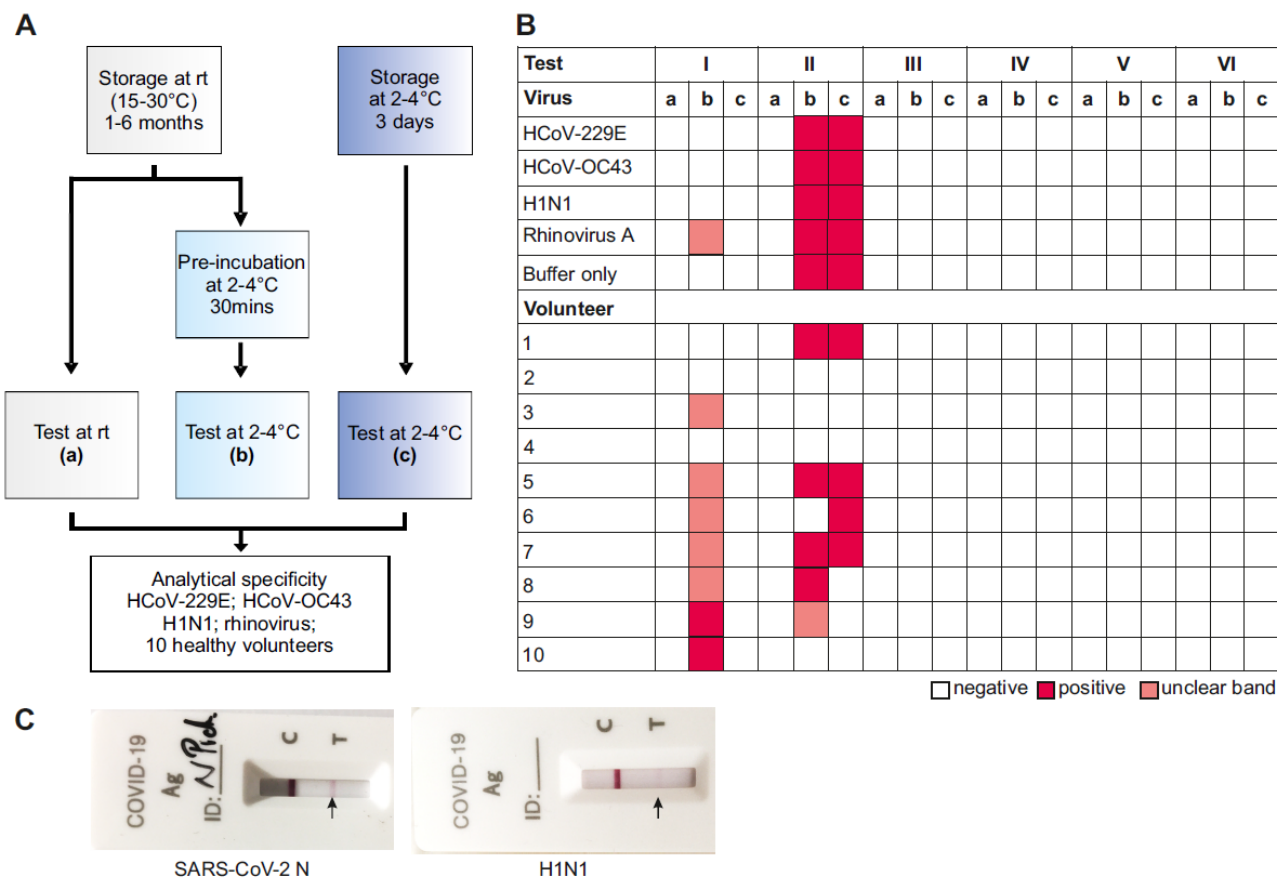 A
Storage at rt
(15-30°C)
1-6 months
Storage
at 2-4°C
3 days
Pre-incubation
at 2-4°C
30mins
Test at rt
(a)
Test at 2-4°C
(b)
Test at 2-4°C
(c)
Analytical specificity
HCoV-229E; HCoV-OC43
H1N1; rhinovirus;
10 healthy volunteers
B
Test I II III IV V VI
Virus a b c a b c a b c a b c a b c a b c
HCoV-229E
HCoV-OC43
H1N1
Rhinovirus A
Buffer only
Volunteer
1
2
3
4
5
6
7
8
9
10
negative positive unclear band
C
COVID-19
Ag
ID:
C
T
SARS-CoV-2 N
COVID-19
Ag
ID:
C
T
H1N1